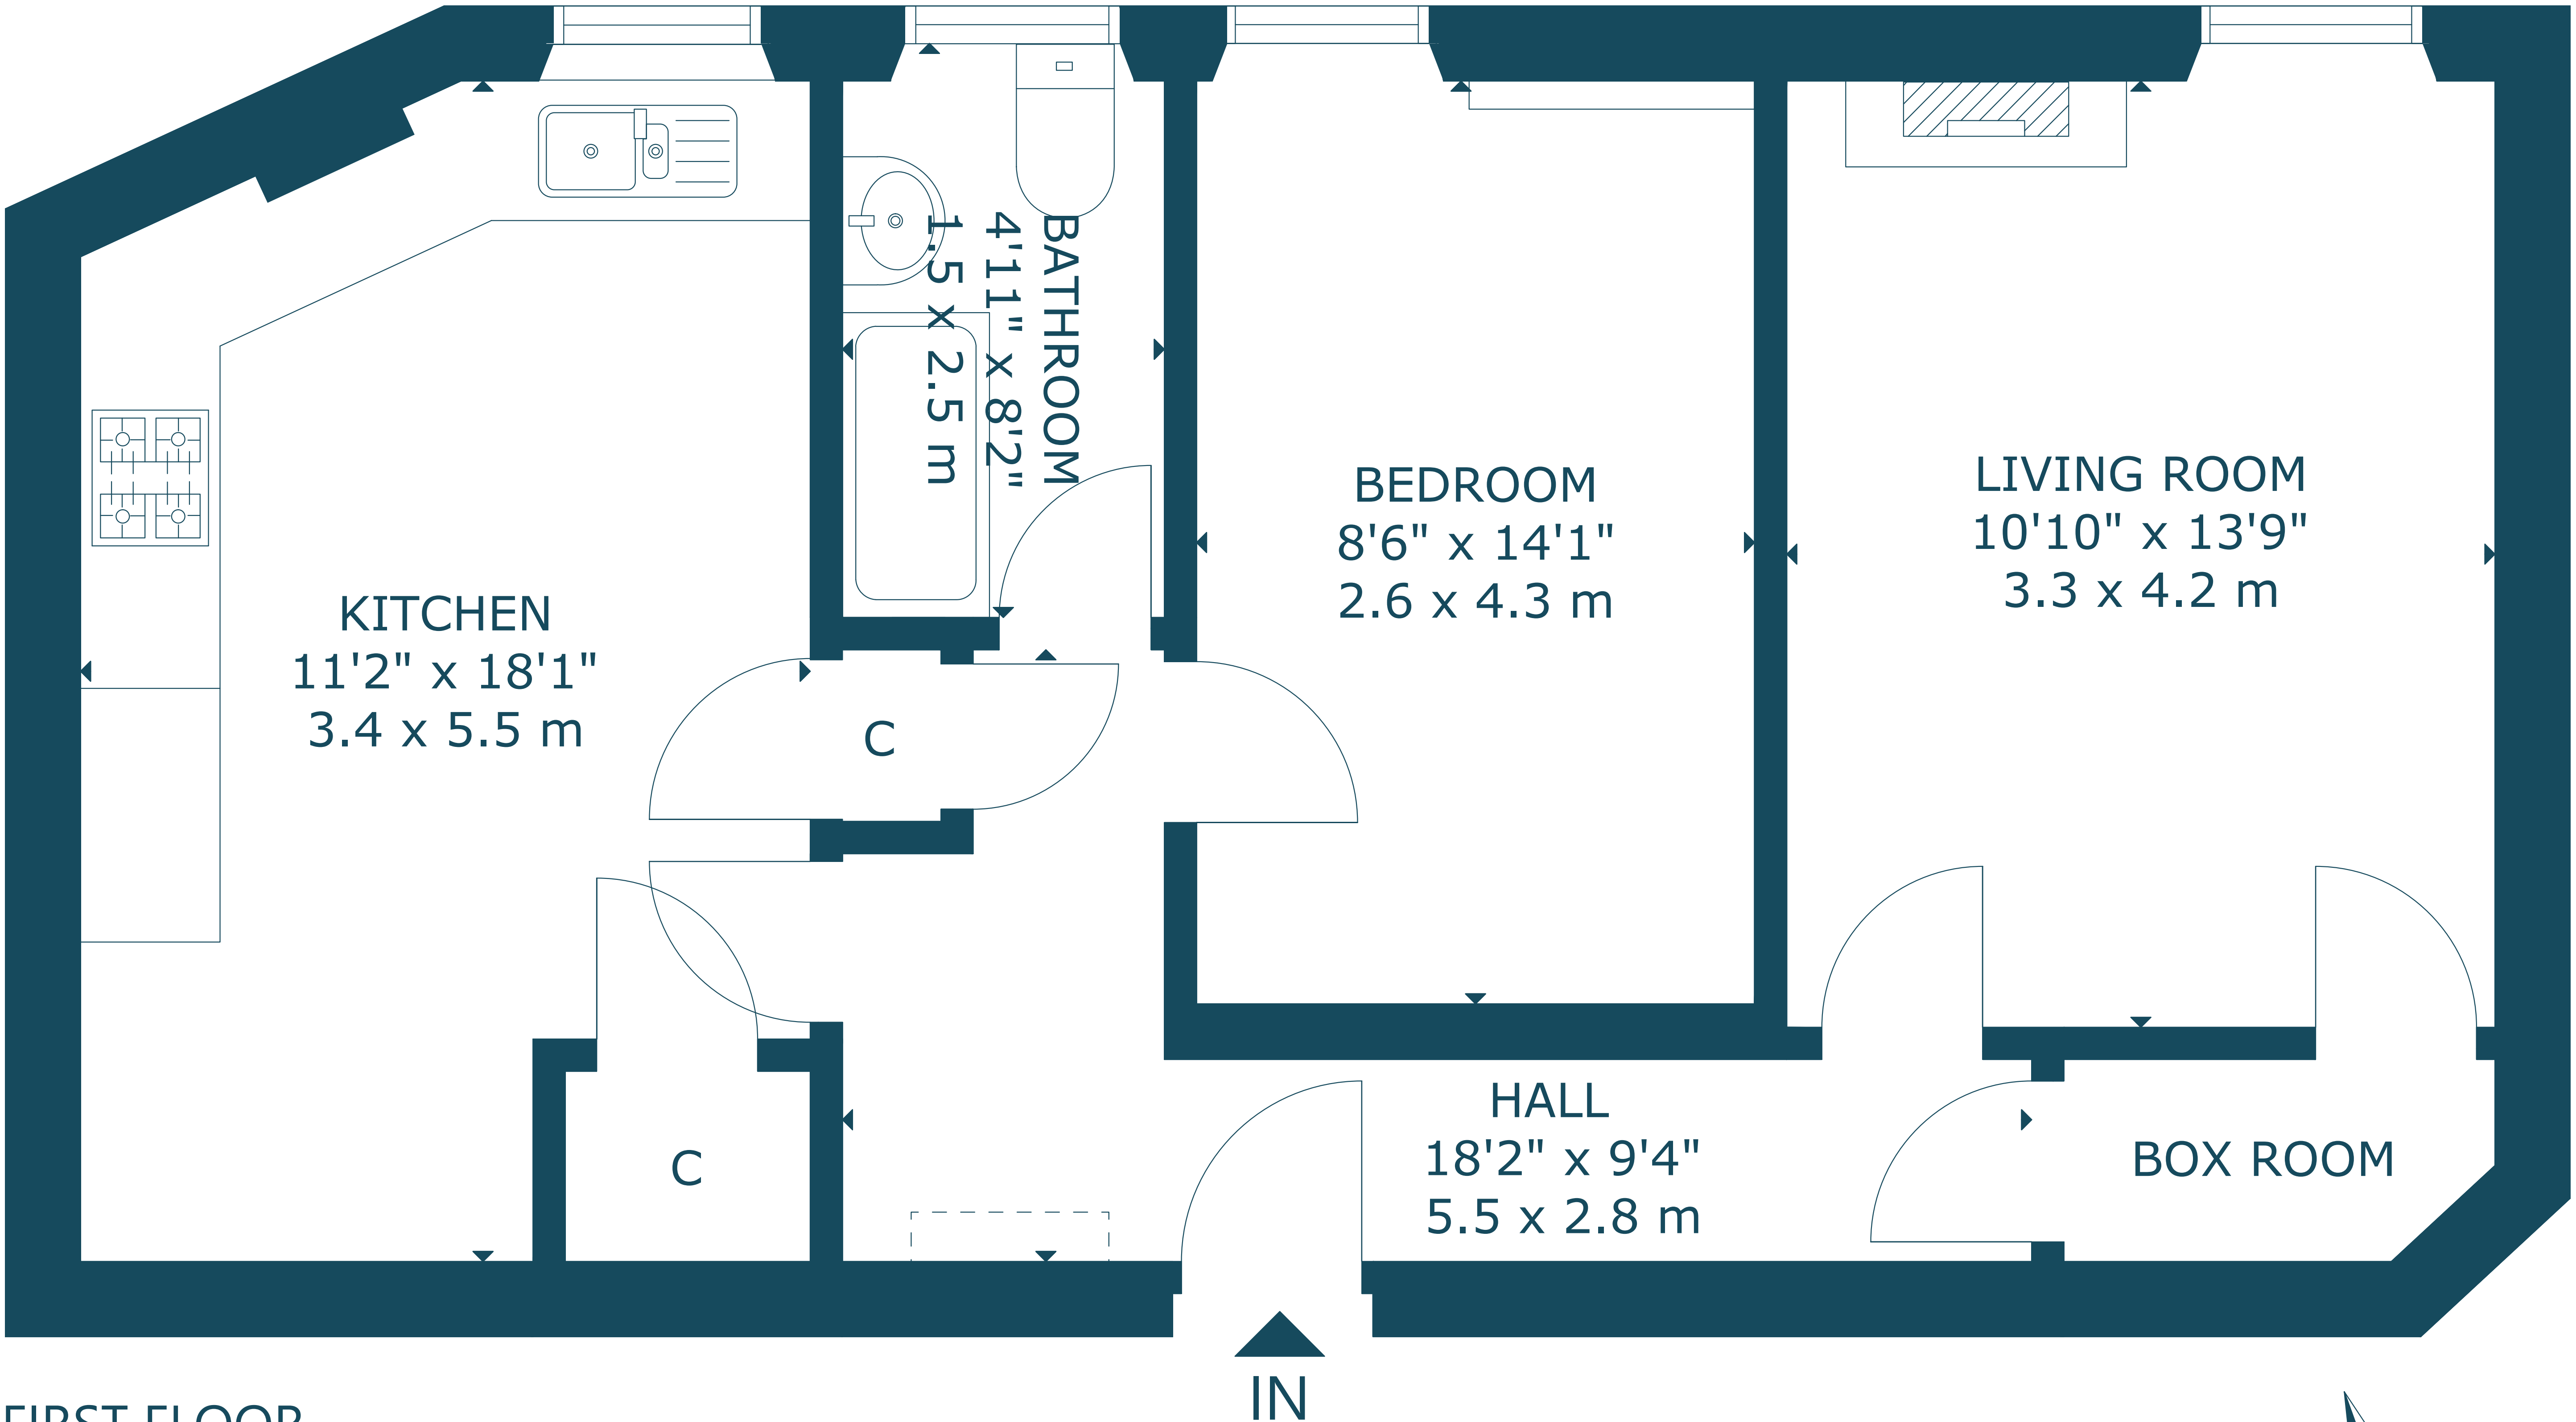 BATHROOM
4'11" x 8'2"
1.5 x 2.5 m
BEDROOM
8'6" x 14'1"
2.6 x 4.3 m
LIVING ROOM
10'10" x 13'9"
3.3 x 4.2 m
KITCHEN
11'2" x 18'1"
3.4 x 5.5 m
C
HALL
18'2" x 9'4"
5.5 x 2.8 m
BOX ROOM
C
IN
FIRST FLOOR